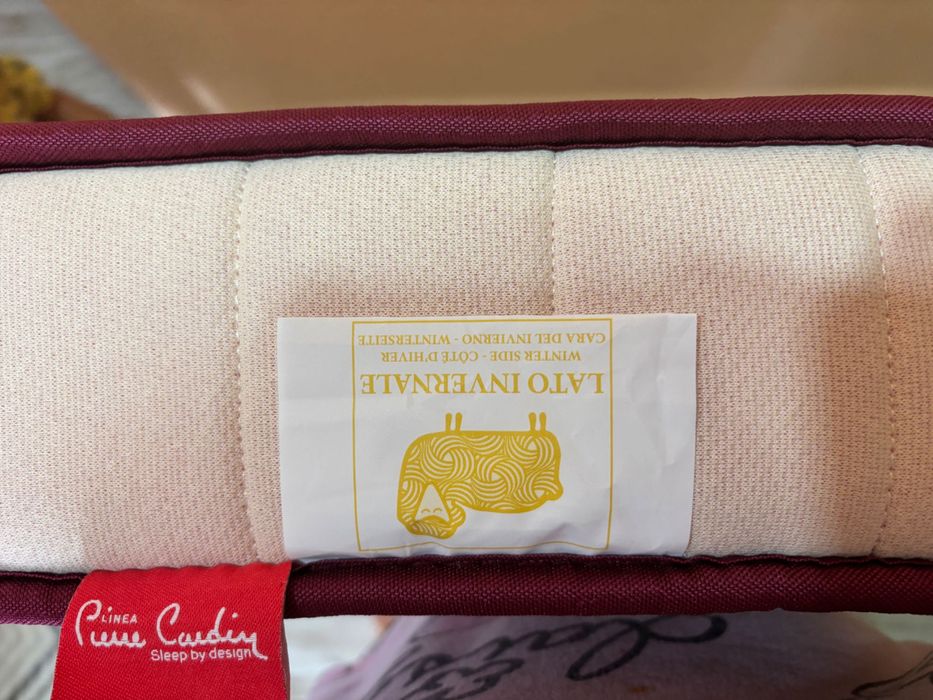 LATO INVERNALE
WINTER SIDE - CÔTÉ D'HIVER
CARA DEL INVIERNO - WINTERSEITE
LINEA
Pierre Cardin
Sleep by design